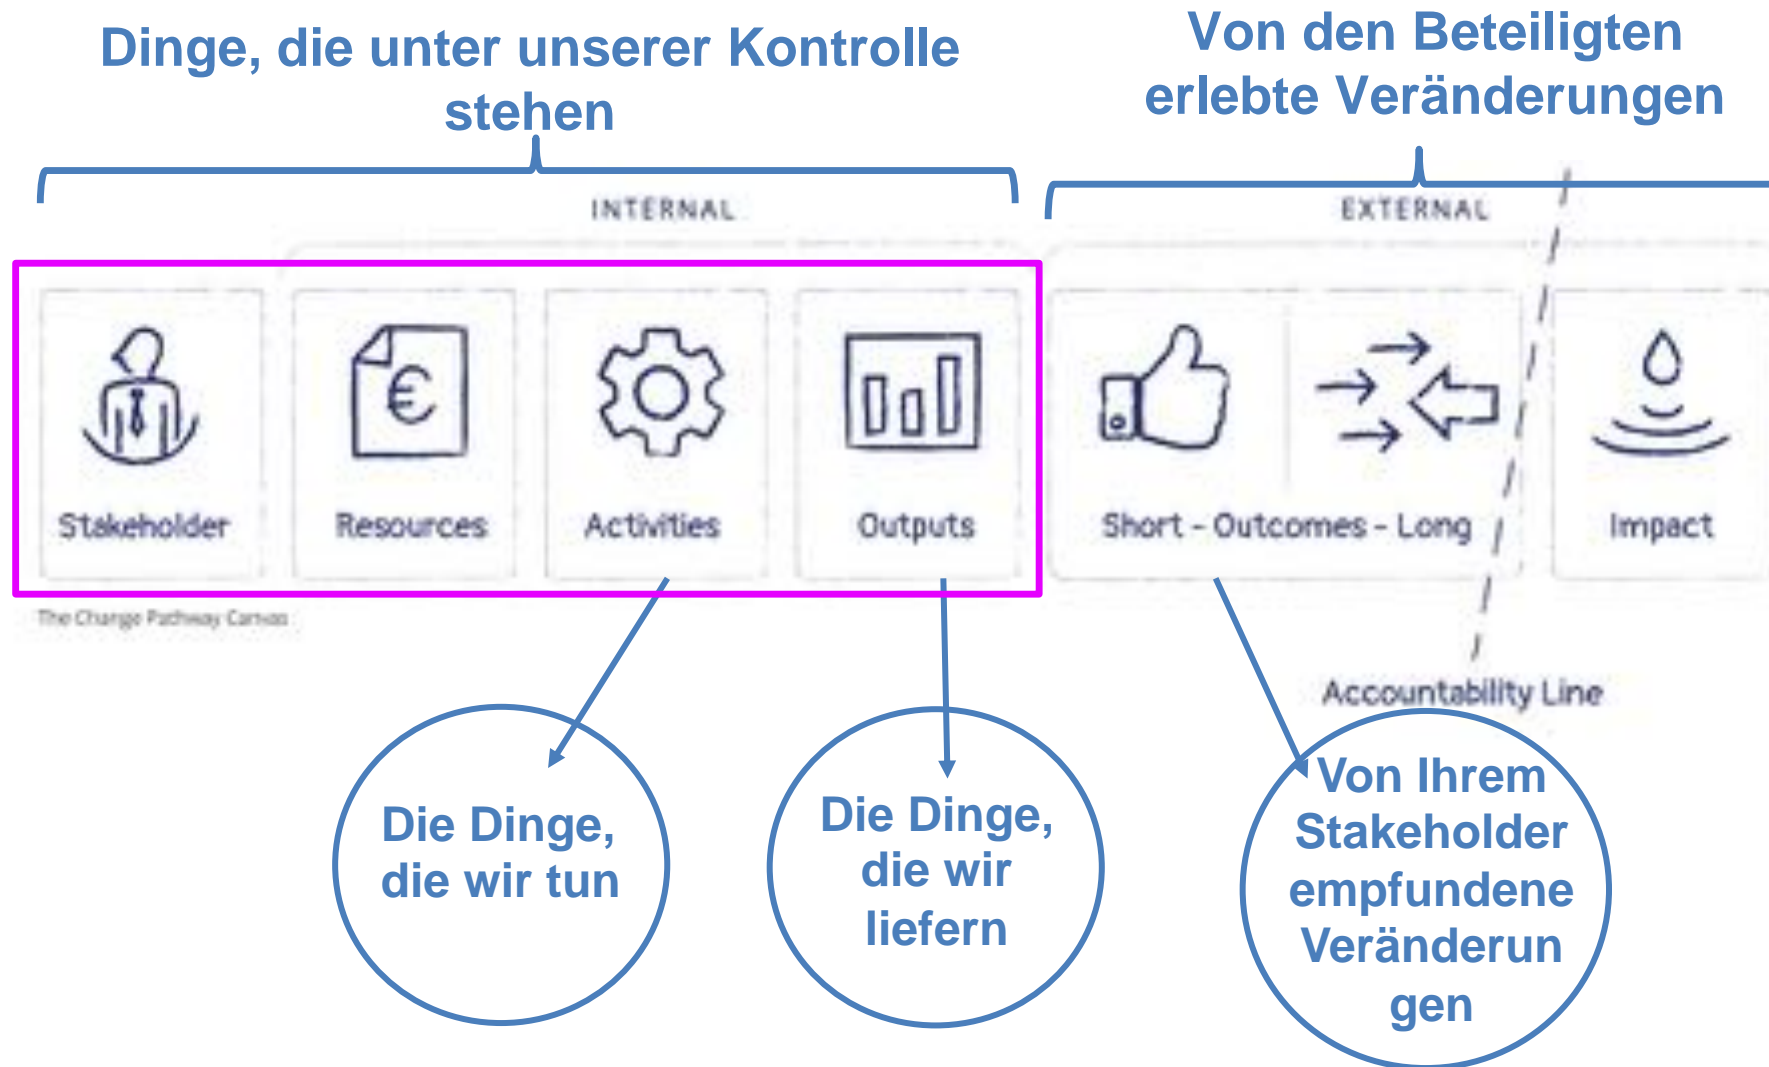 Dinge, die unter unserer Kontrolle
stehen
Von den Beteiligten
erlebte Veränderungen
INTERNAL
EXTERNAL
€
Stakeholder
Resources
Activities
Outputs
Short - Outcomes - Long
Impact
The Change Pathway Canvas
Accountability Line
Die Dinge,
die wir tun
Die Dinge,
die wir
liefern
Von Ihrem
Stakeholder
empfundene
Veränderun
gen